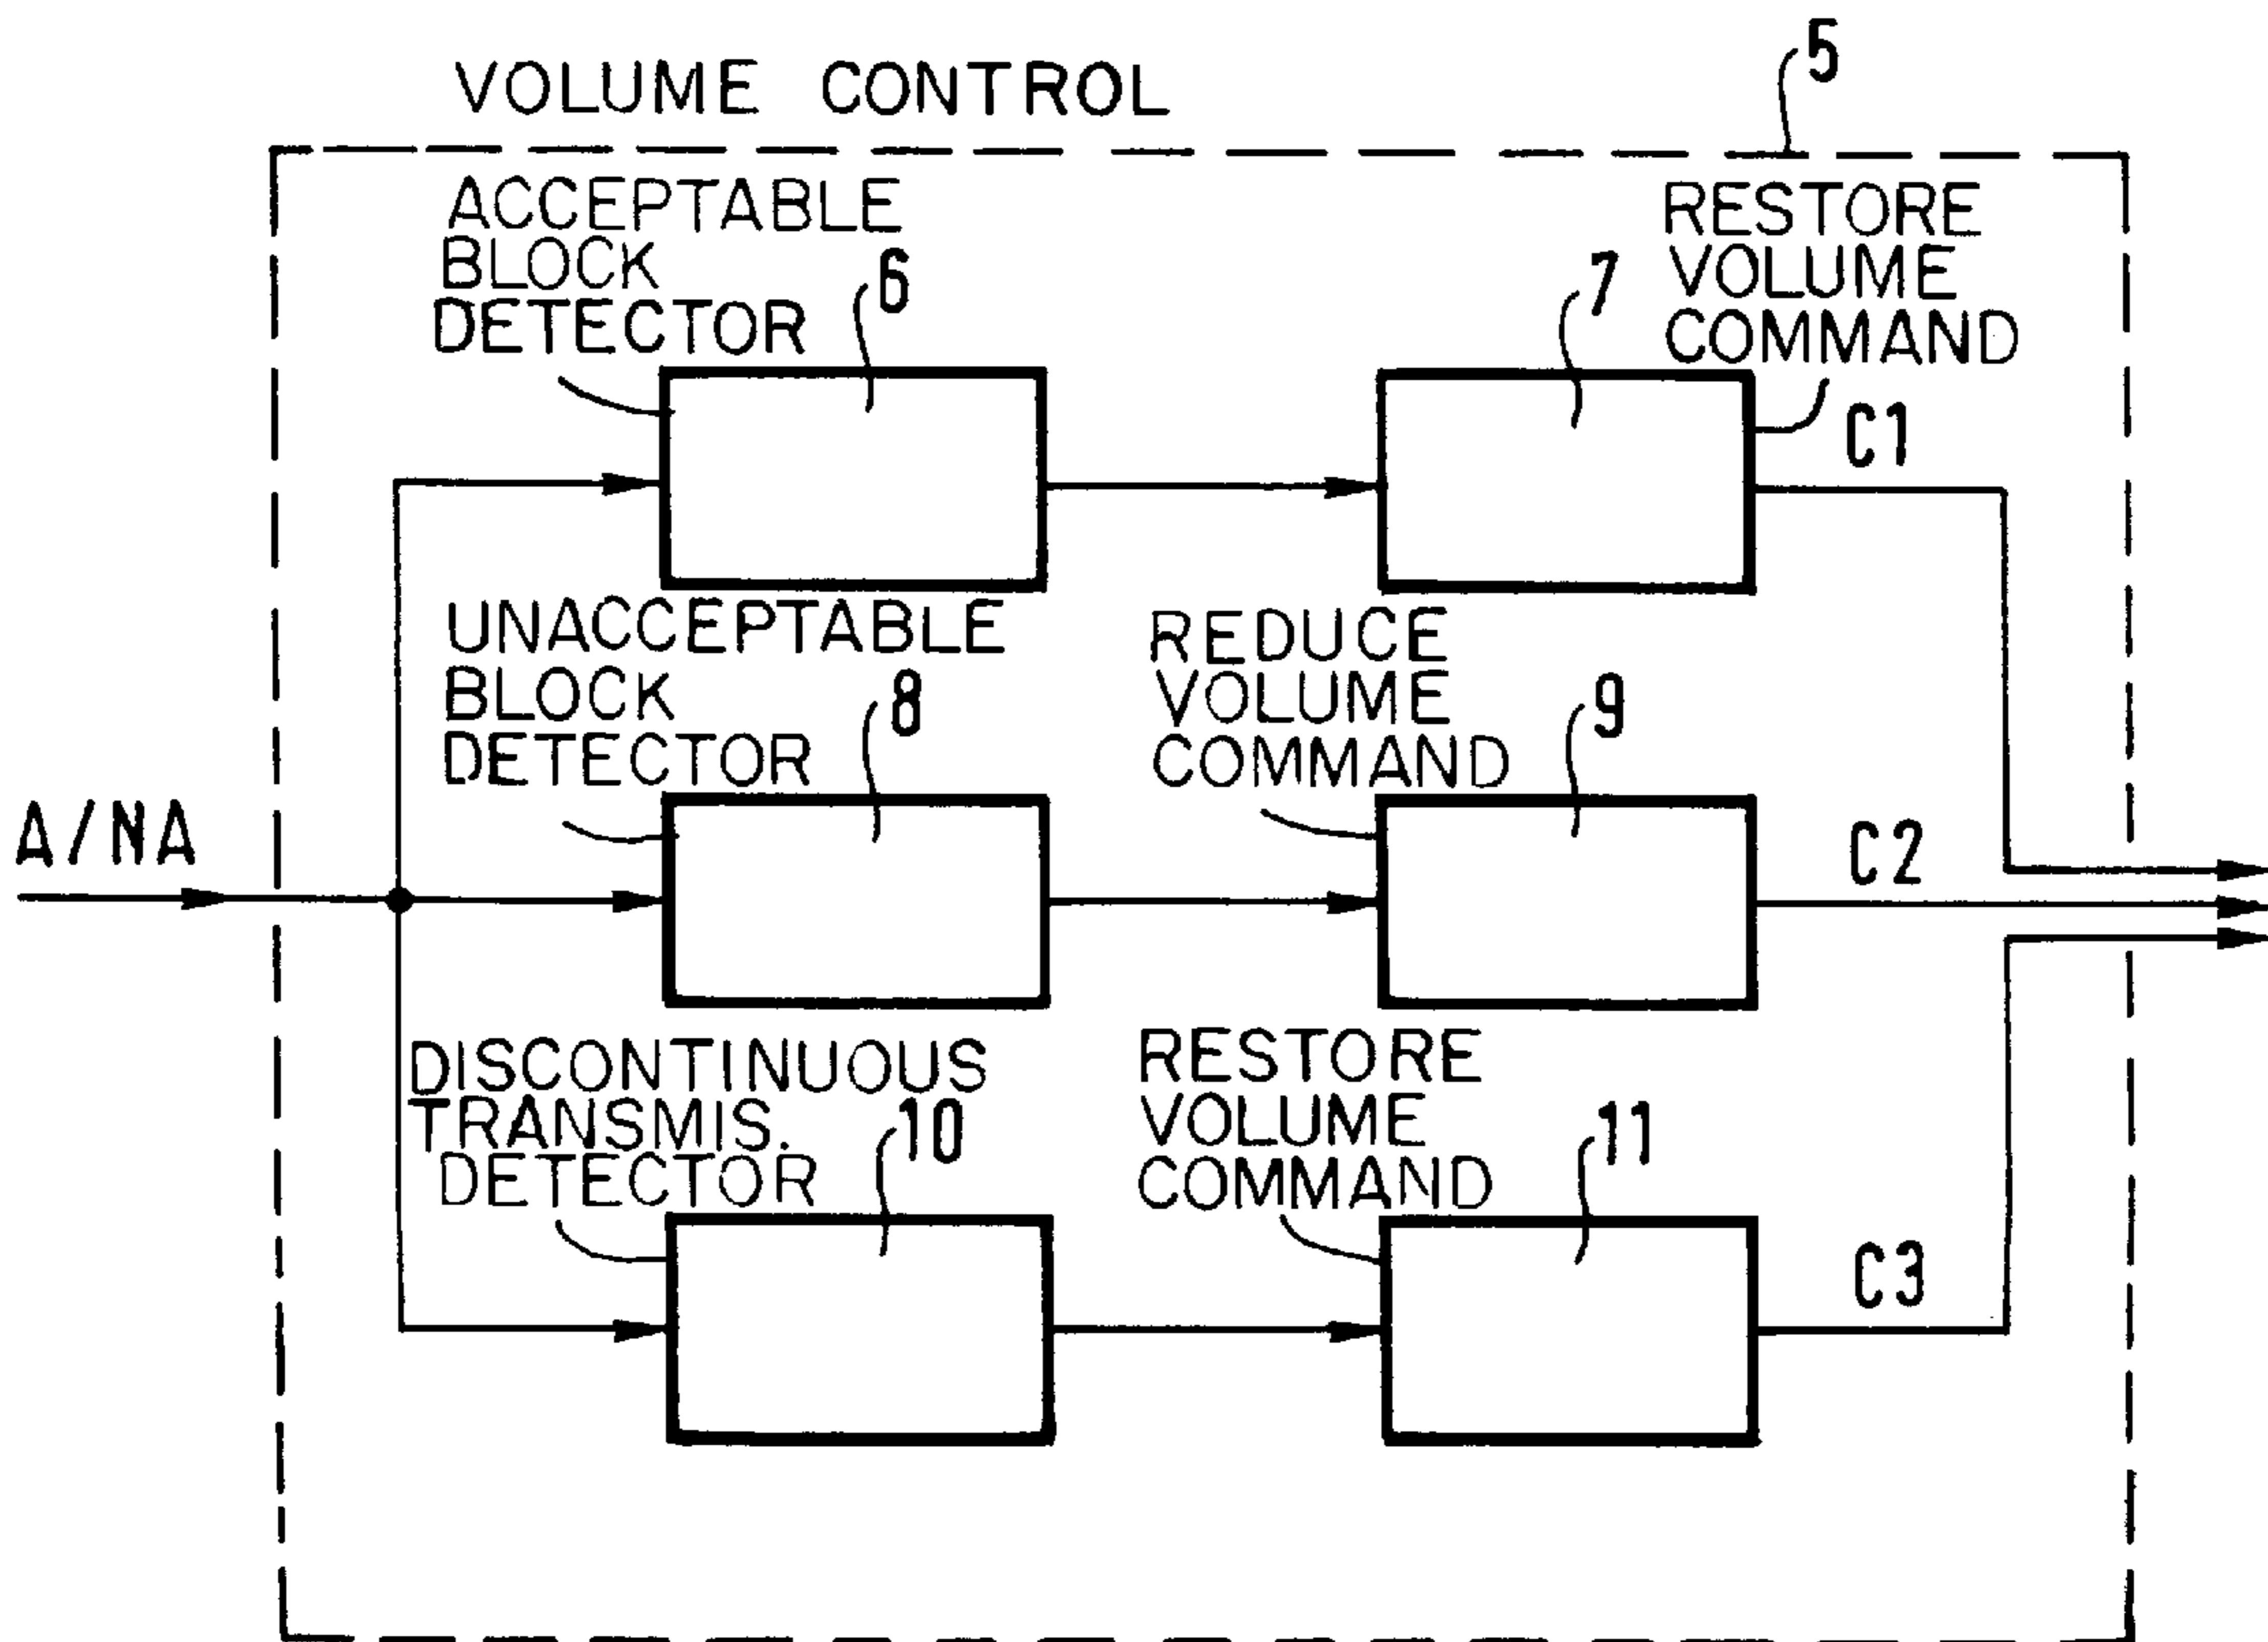 5
VOLUME CONTROL
ACCEPTABLE
BLOCK
DETECTOR
6
7
RESTORE
VOLUME
COMMAND
C1
UNACCEPTABLE
BLOCK
DETECTOR
8
REDUCE
VOLUME
COMMAND
9
A/NA
C2
DISCONTINUOUS
TRANSMIS.
DETECTOR
10
RESTORE
VOLUME
COMMAND
11
C3